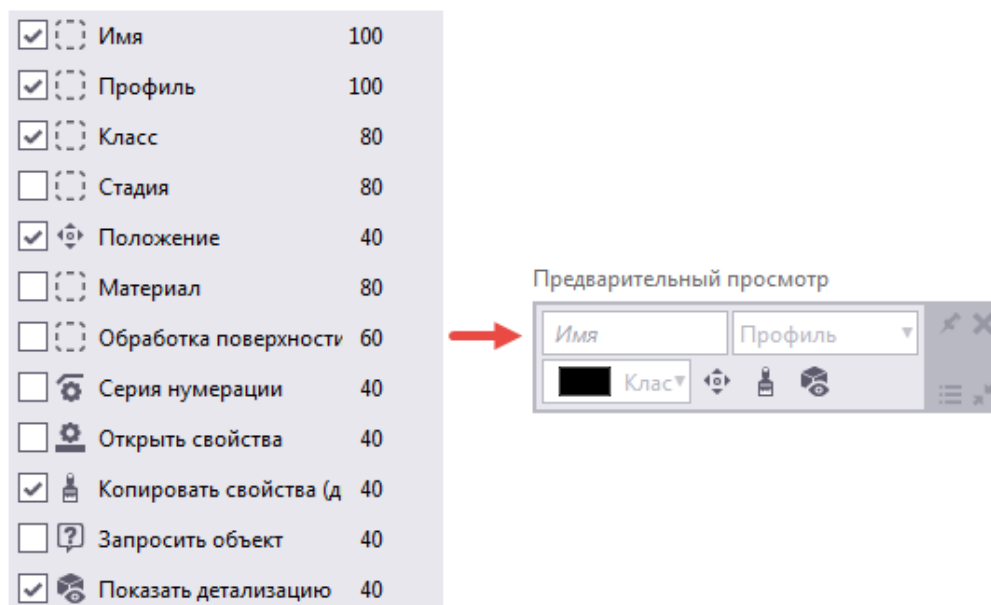 Имя 100
Профиль 100
Класс 80
Стадия 80
Положение 40
Материал 80
Обработка поверхности 60
Серия нумерации 40
Открыть свойства 40
Копировать свойства (д 40
Запросить объект 40
Показать детализацию 40
Предварительный просмотр
Имя Профиль
Клас